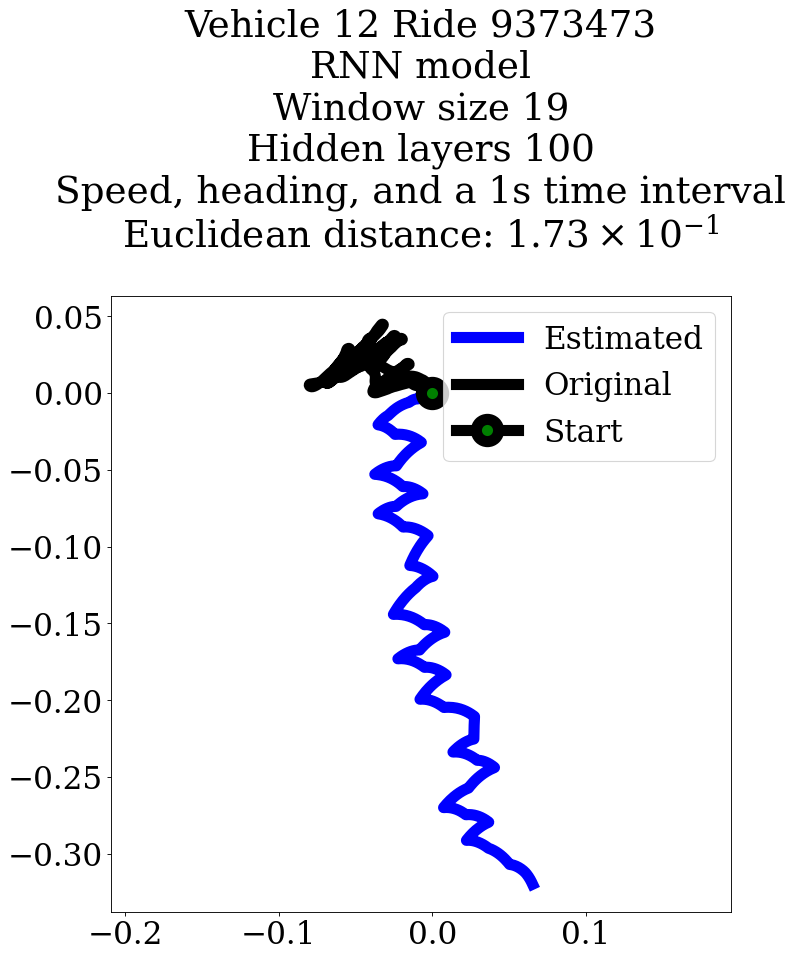 Vehicle 12 Ride 9373473
RNN model
Window size 19
Hidden layers 100
Speed, heading, and a 1s time interval
Euclidean distance: 1.73 × 10⁻¹
Estimated
Original
Start
0.05
0.00
−0.05
−0.10
−0.15
−0.20
−0.25
−0.30
−0.2
−0.1
0.0
0.1